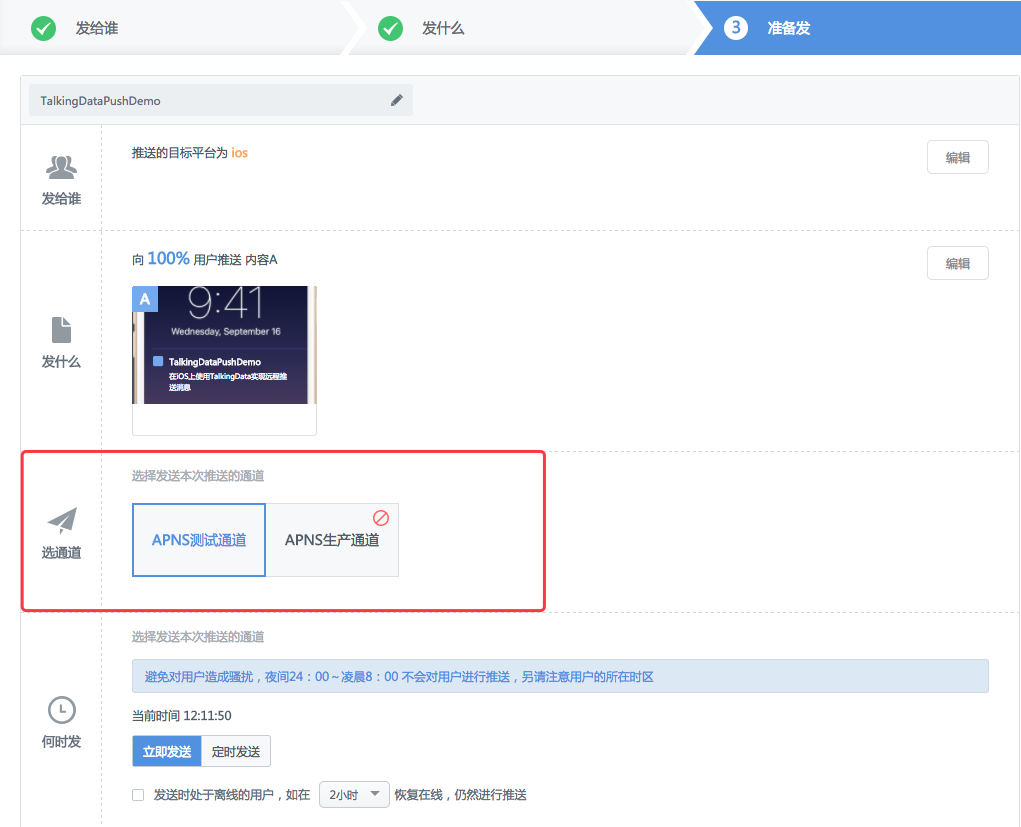 发给谁
发什么
3 准备发
TalkingDataPushDemo
发给谁
推送的目标平台为 ios
编辑
发什么
向 100% 用户推送 内容A
编辑
A
9:41
Wednesday, September 16
TalkingDataPushDemo
在iOS上使用TalkingData实现远程推
送消息
选通道
选择发送本次推送的通道
APNS测试通道
APNS生产通道
何时发
选择发送本次推送的通道
避免对用户造成骚扰，夜间24：00～凌晨8：00 不会对用户进行推送，另请注意用户的所在时区
当前时间 12:11:50
立即发送 定时发送
发送时处于离线的用户，如在 2小时 恢复在线，仍然进行推送